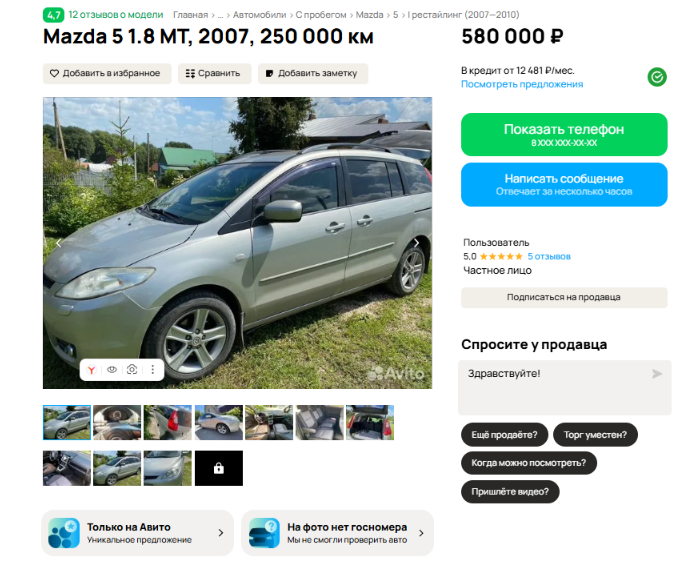 4,7 12 отзывов о модели Главная › ... › Автомобили › С пробегом › Mazda › 5 › I рестайлинг (2007—2010)
Mazda 5 1.8 MT, 2007, 250 000 км
580 000 ₽
Добавить в избранное
Сравнить
Добавить заметку
В кредит от 12 481 ₽/мес.
Посмотреть предложения
Показать телефон
8 XXX XXX-XX-XX
Написать сообщение
Отвечает за несколько часов
Пользователь
5,0 ★★★★★ 5 отзывов
Частное лицо
Подписаться на продавца
Avito
Спросите у продавца
Здравствуйте!
Ещё продаёте?
Торг уместен?
Когда можно посмотреть?
Пришлёте видео?
Только на Авито
Уникальное предложение
На фото нет госномера
Мы не смогли проверить авто